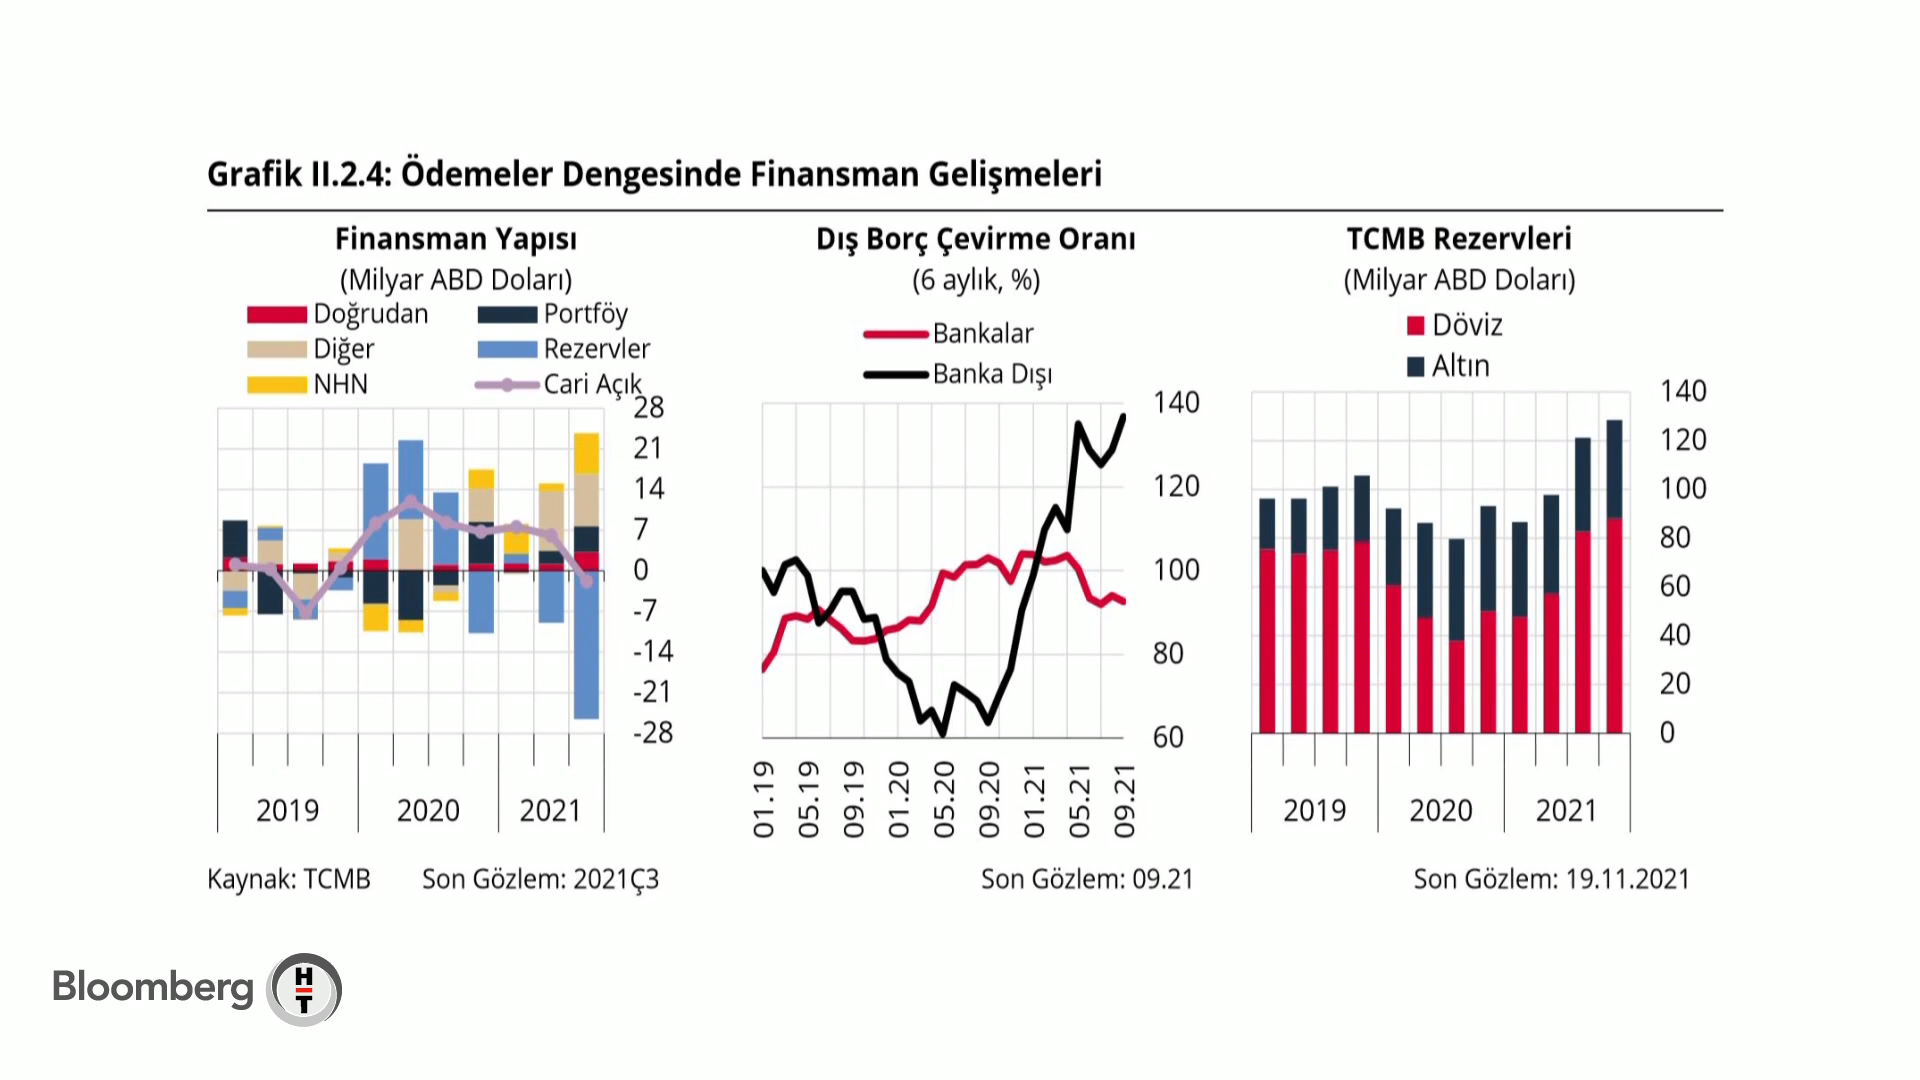 Grafik II.2.4: Ödemeler Dengesinde Finansman Gelişmeleri
Finansman Yapısı
(Milyar ABD Doları)
Doğrudan Portföy
Diğer Rezervler
NHN Cari Açık
28
21
14
7
0
-7
-14
-21
-28
2019 2020 2021
Kaynak: TCMB Son Gözlem: 2021Ç3
Dış Borç Çevirme Oranı
(6 aylık, %)
Bankalar
Banka Dışı
140
120
100
80
60
01.19 05.19 09.19 01.20 05.20 09.20 01.21 05.21 09.21
Son Gözlem: 09.21
TCMB Rezervleri
(Milyar ABD Doları)
Döviz
Altın
140
120
100
80
60
40
20
0
2019 2020 2021
Son Gözlem: 19.11.2021
Bloomberg HT